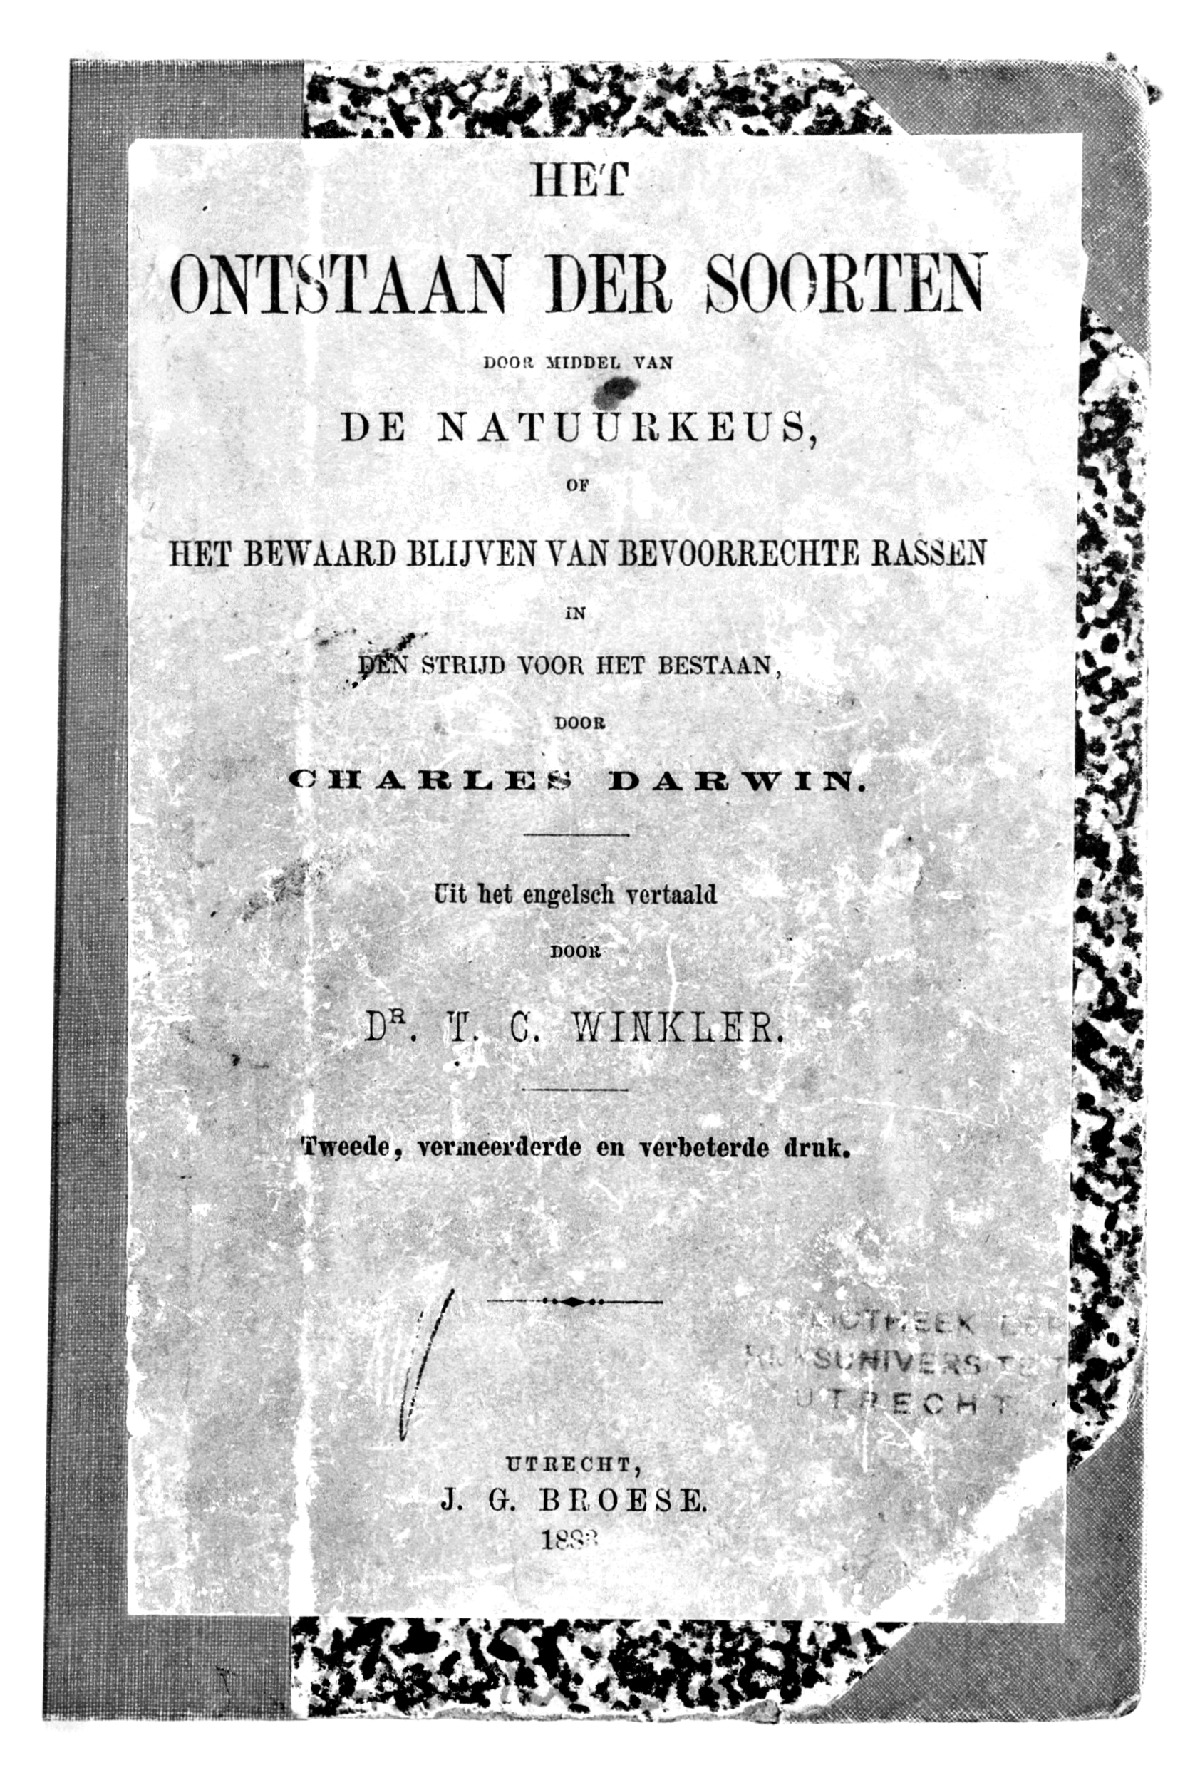 HET
ONTSTAAN DER SOORTEN
DOOR MIDDEL VAN
DE NATUURKEUS,
OF
HET BEWAARD BLIJVEN VAN BEVOORRECHTE RASSEN
IN
DEN STRIJD VOOR HET BESTAAN,
DOOR
CHARLES DARWIN.
Uit het engelsch vertaald
DOOR
DR. T. C. WINKLER.
Tweede, vermeerderde en verbeterde druk.
UTRECHT.
UTRECHT,
J. G. BROESE.